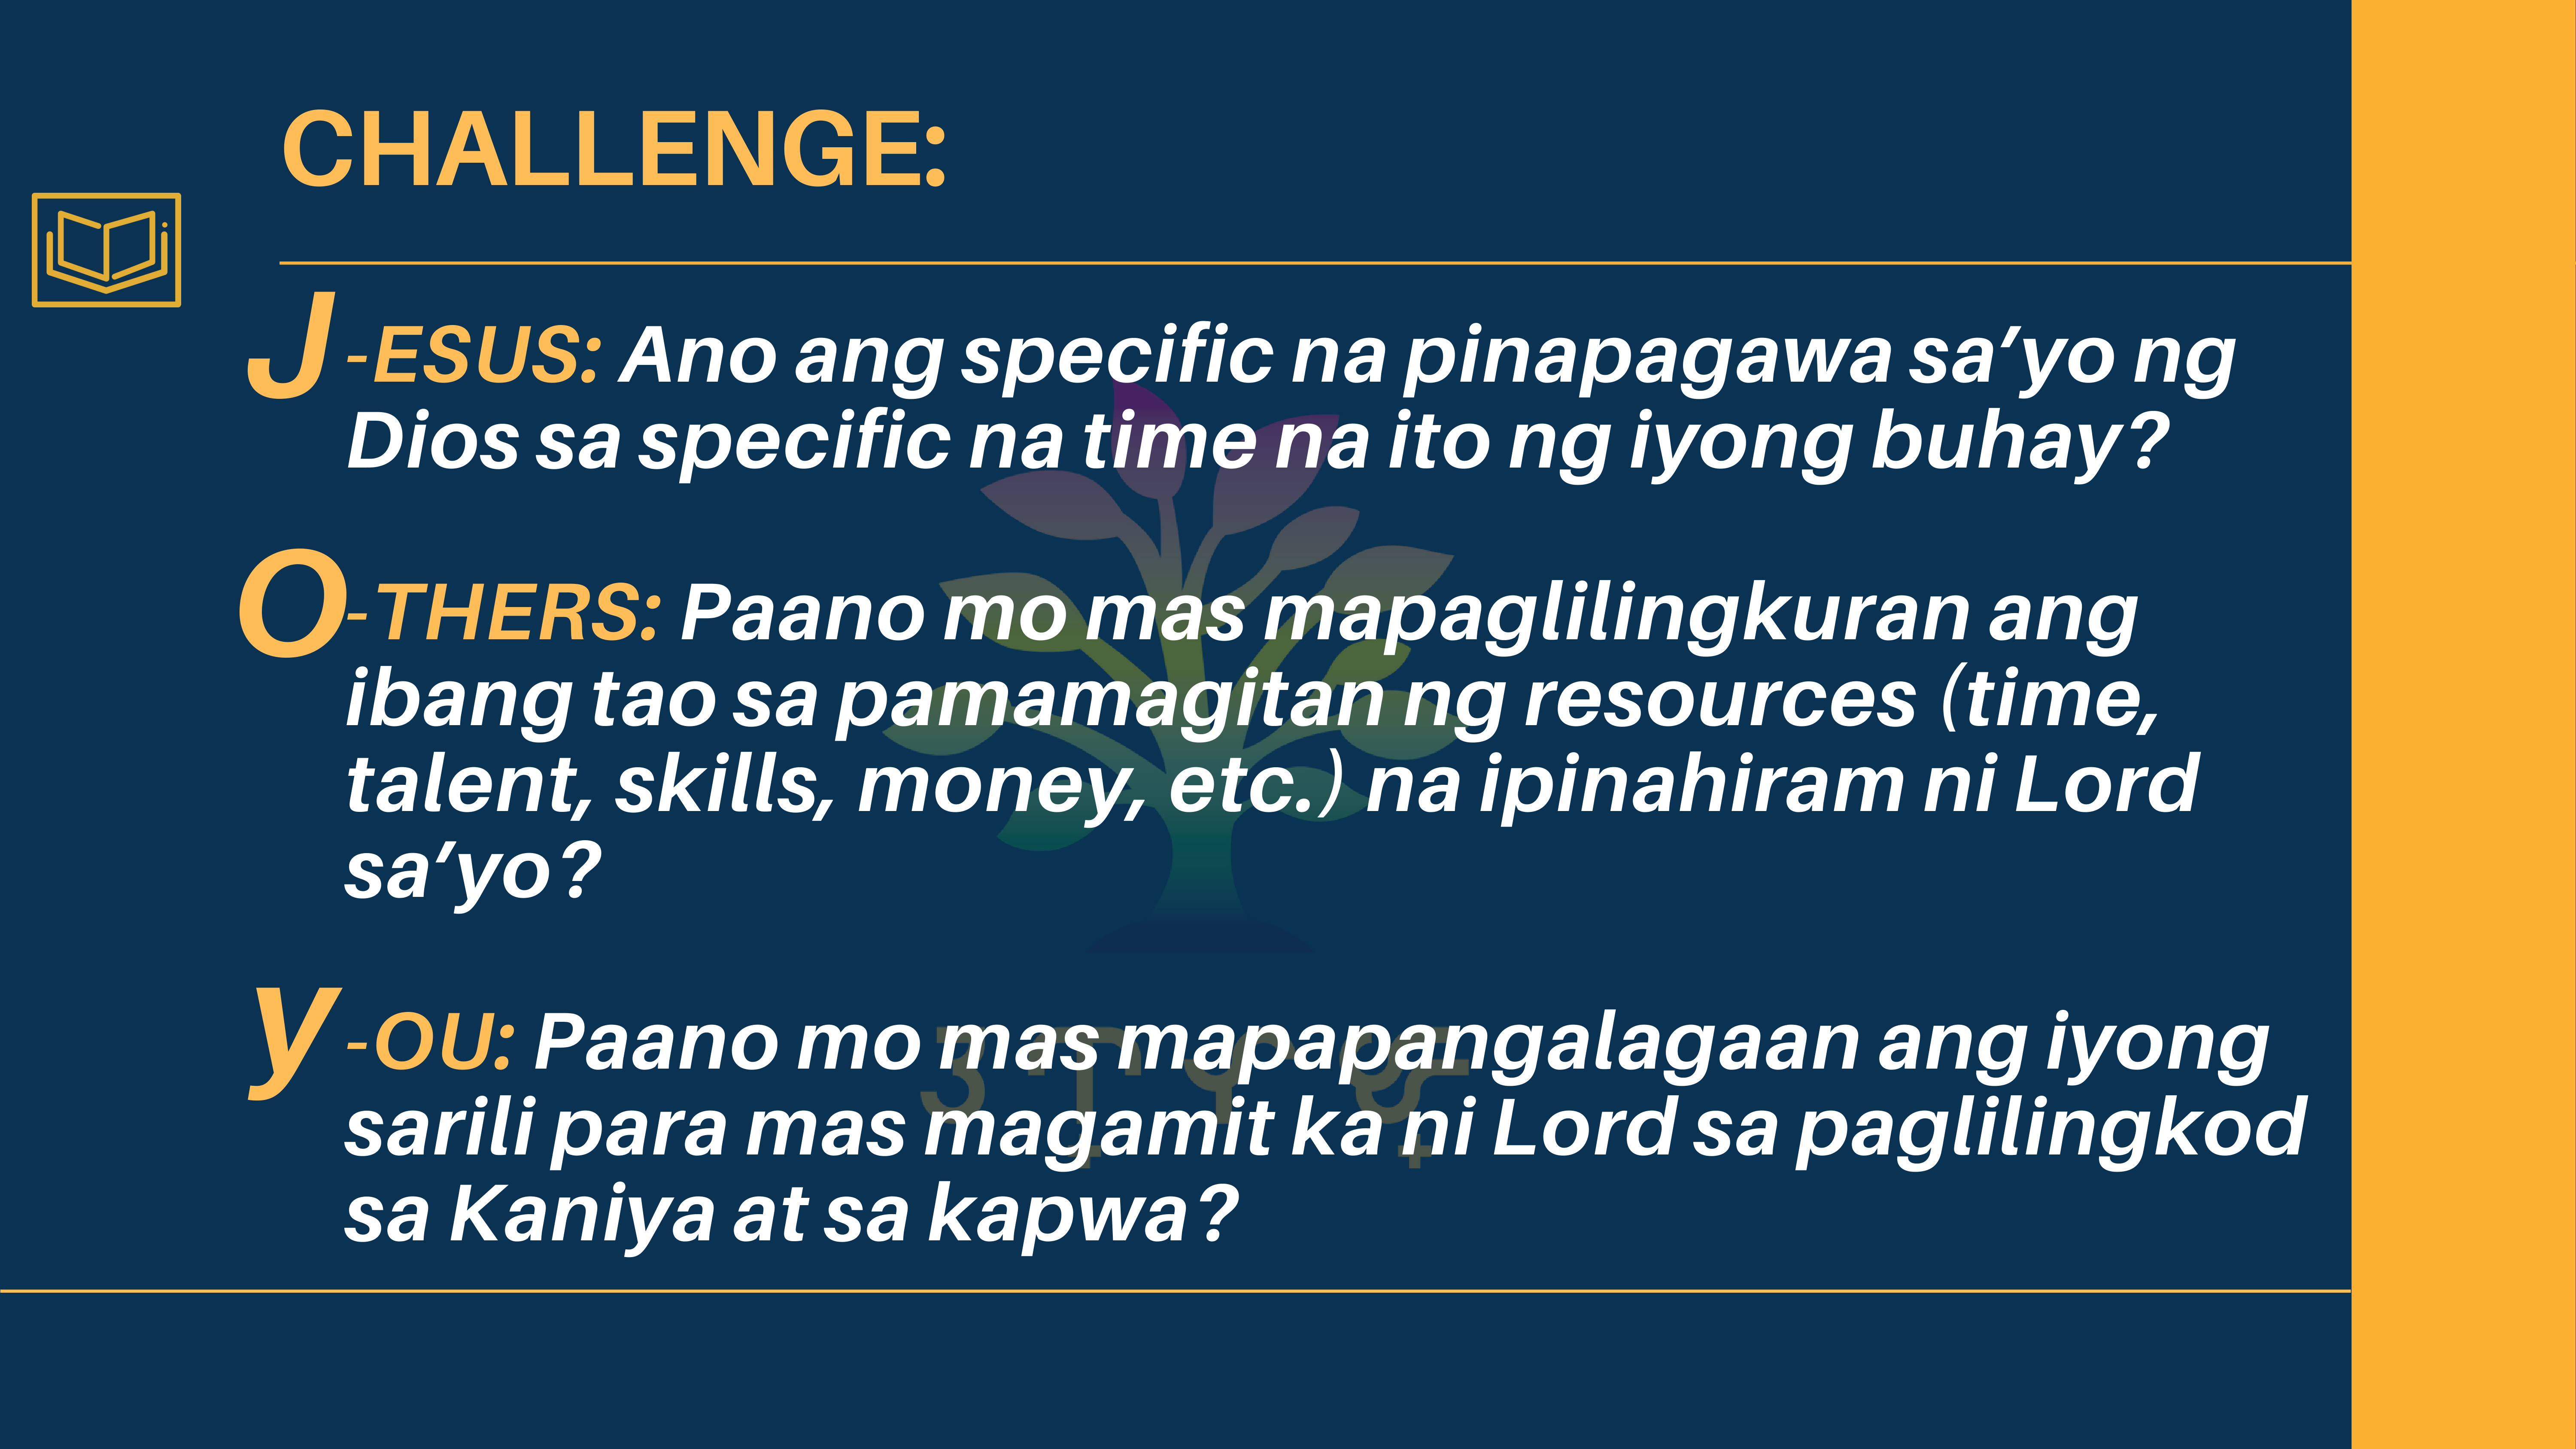 CHALLENGE:
J-ESUS: Ano ang specific na pinapagawa sa’yo ng
Dios sa specific na time na ito ng iyong buhay?
O-THERS: Paano mo mas mapaglilingkuran ang
ibang tao sa pamamagitan ng resources (time,
talent, skills, money, etc.) na ipinahiram ni Lord
sa’yo?
y-OU: Paano mo mas mapapangalagaan ang iyong
sarili para mas magamit ka ni Lord sa paglilingkod
sa Kaniya at sa kapwa?